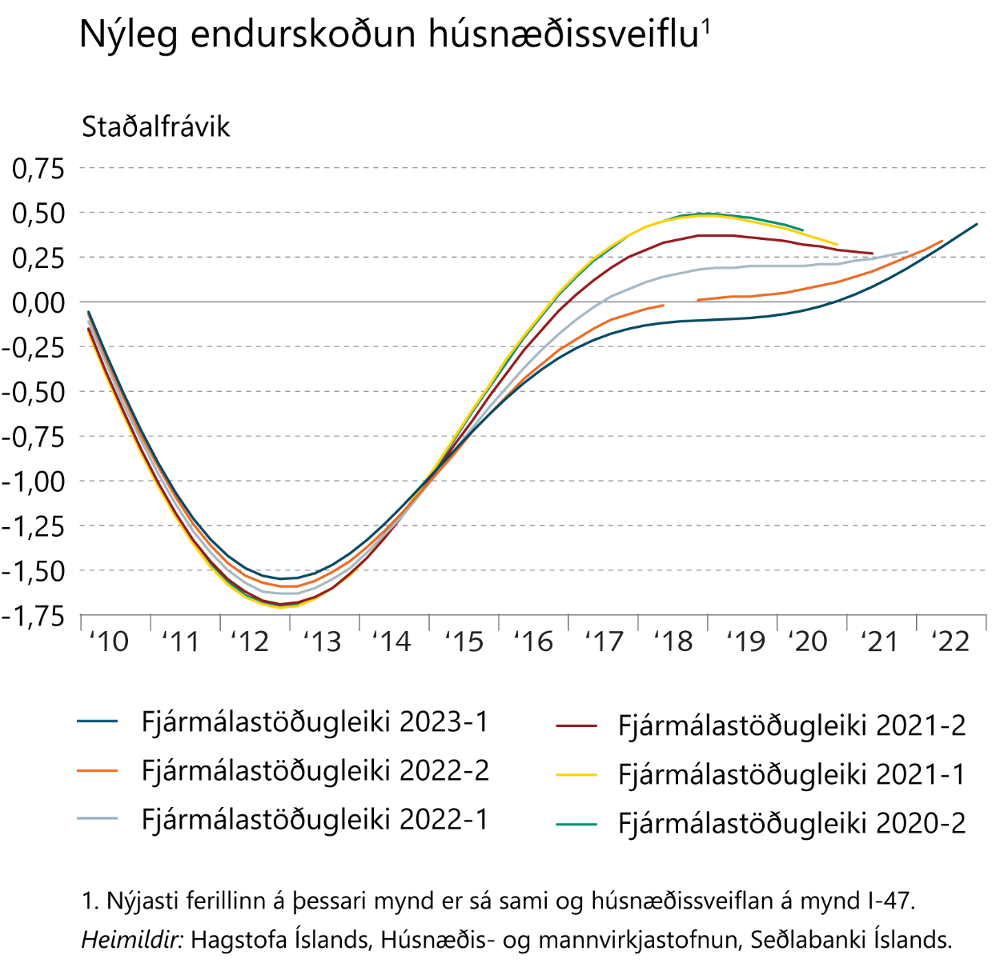 Nýleg endurskoðun húsnæðissveiflu¹
Staðalfrávik
0,75
0,50
0,25
0,00
-0,25
-0,50
-0,75
-1,00
-1,25
-1,50
-1,75
‘10 ‘11 ‘12 ‘13 ‘14 ‘15 ‘16 ‘17 ‘18 ‘19 ‘20 ‘21 ‘22
Fjármálastöðugleiki 2023-1
Fjármálastöðugleiki 2022-2
Fjármálastöðugleiki 2022-1
Fjármálastöðugleiki 2021-2
Fjármálastöðugleiki 2021-1
Fjármálastöðugleiki 2020-2
1. Nýjasti ferillinn á þessari mynd er sá sami og húsnæðissveiflan á mynd I-47.
Heimildir: Hagstofa Íslands, Húsnæðis- og mannvirkjastofnun, Seðlabanki Íslands.